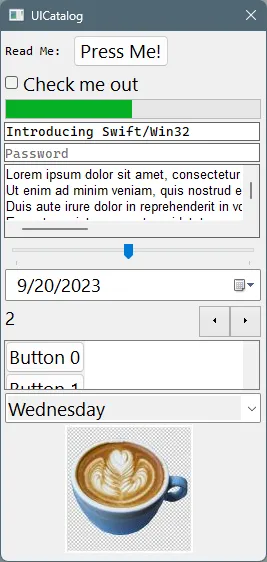 UICatalog
Read Me: Press Me!
Check me out
Introducing Swift/Win32
Password
Lorem ipsum dolor sit amet, consectetur
Ut enim ad minim veniam, quis nostrud e
Duis aute irure dolor in reprehenderit in vo
9/20/2023
2
Button 0
Button 1
Wednesday